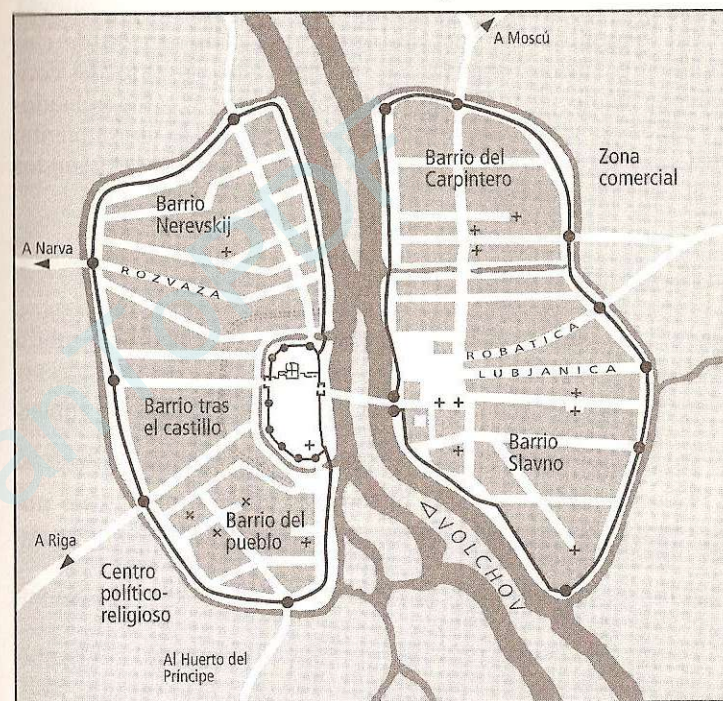 A Moscú
Barrio del
Carpintero
Zona
comercial
Barrio
Nerevskij
A Narva
ROZVAZA
ROBATICA
LUBJANICA
Barrio tras
el castillo
Barrio
Slavno
Barrio del
pueblo
VOLCHOV
A Riga
Centro
político-
religioso
Al Huerto del
Príncipe